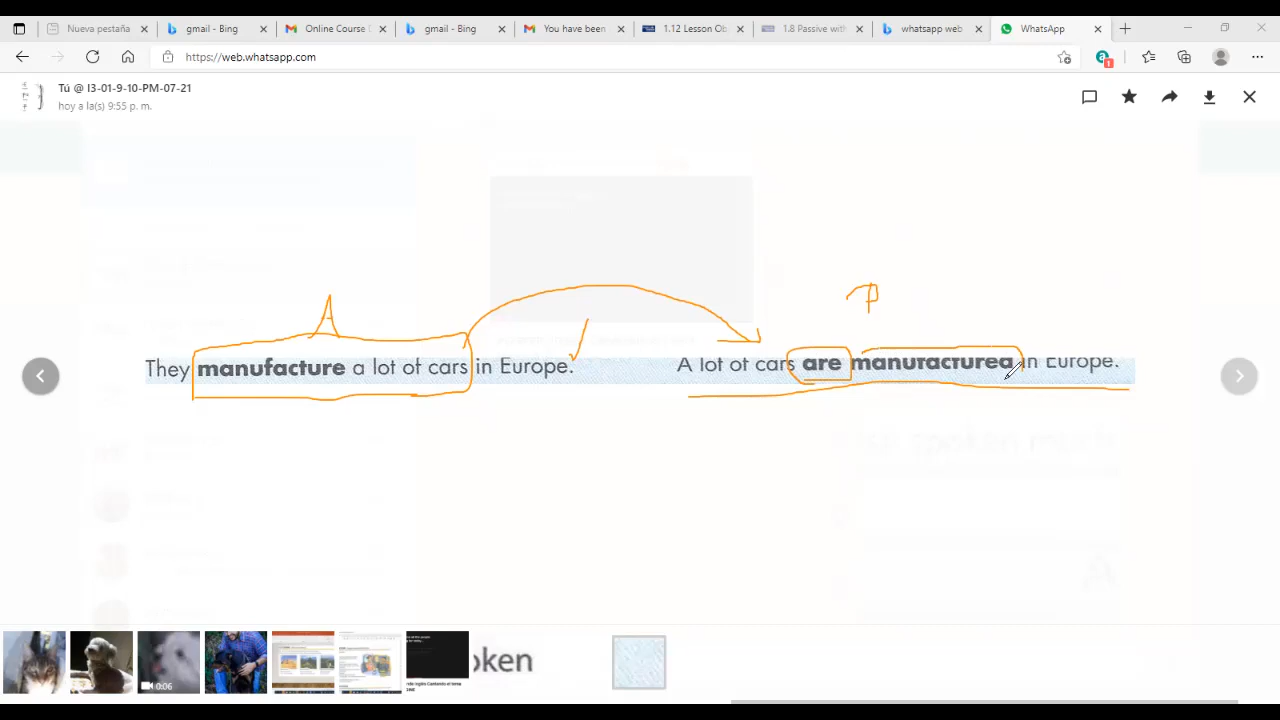 Nueva pestaña
gmail - Bing
Online Course D
gmail - Bing
You have been
1.12 Lesson Ob
1.8 Passive with
whatsapp web
WhatsApp
https://web.whatsapp.com
1
Tú @ I3-01-9-10-PM-07-21
hoy a la(s) 9:55 p. m.
A
P
They manufacture a lot of cars in Europe.
A lot of cars are manufactured in Europe.
spoken
0:06
oken